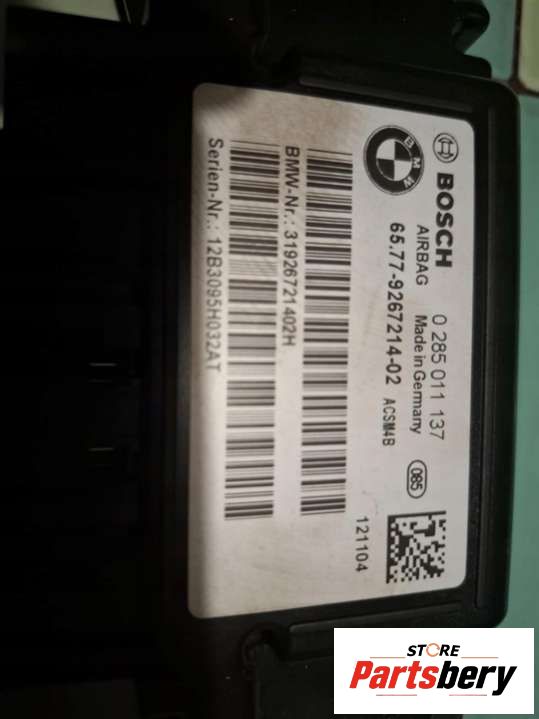 BMW
BOSCH
AIRBAG
0 285 011 137
Made in Germany
65.77-9267214-02 ACSM4B
085
121104
BMW-Nr.: 31926721402H
Serien-Nr.: 12B3095H032AT
STORE
Partsbery